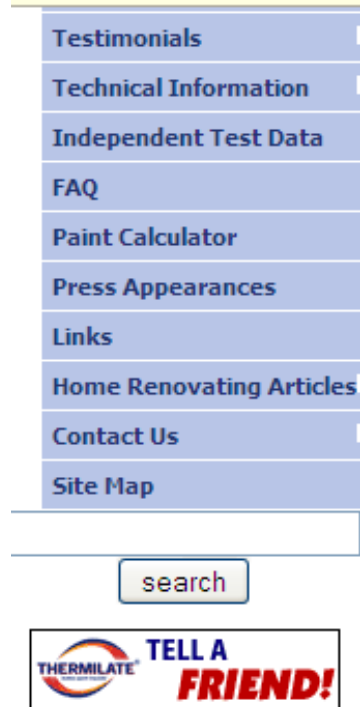 Testimonials
Technical Information
Independent Test Data
FAQ
Paint Calculator
Press Appearances
Links
Home Renovating Articles
Contact Us
Site Map
search
THERMILATE
TELL A
FRIEND!